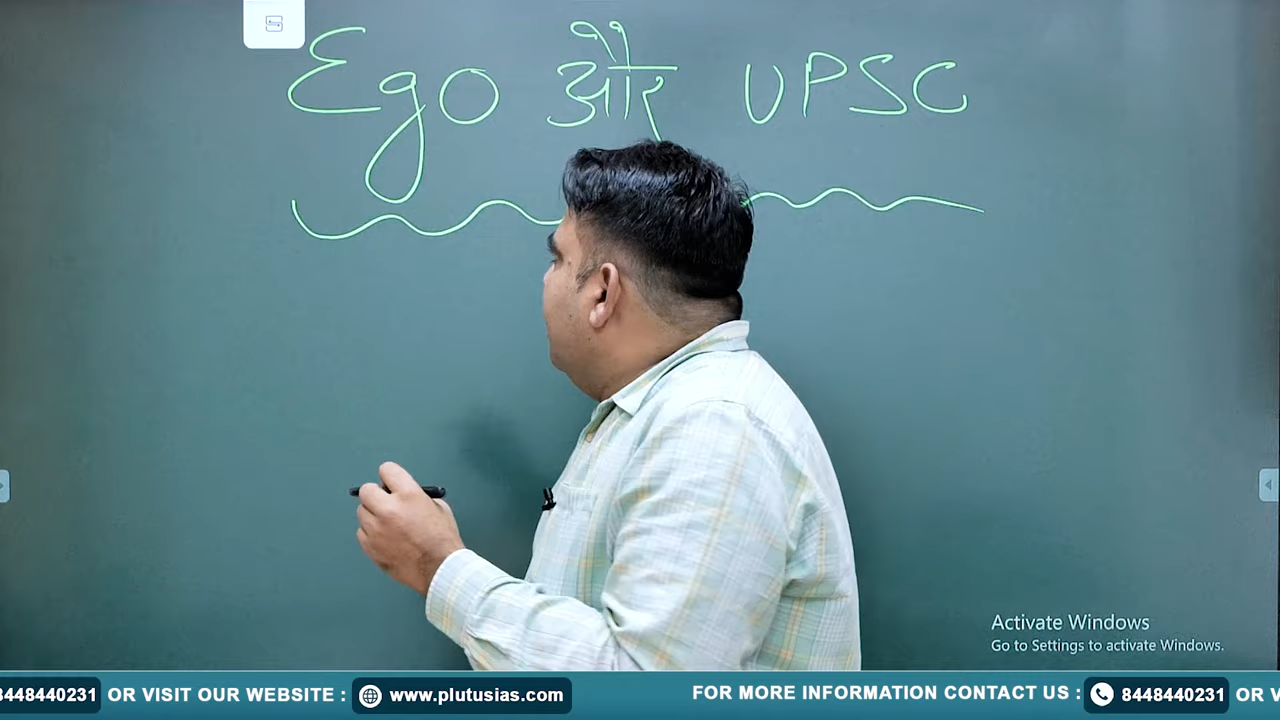 Ego और UPSC
Activate Windows
Go to Settings to activate Windows.
8448440231 OR VISIT OUR WEBSITE : www.plutusias.com FOR MORE INFORMATION CONTACT US : 8448440231 OR V